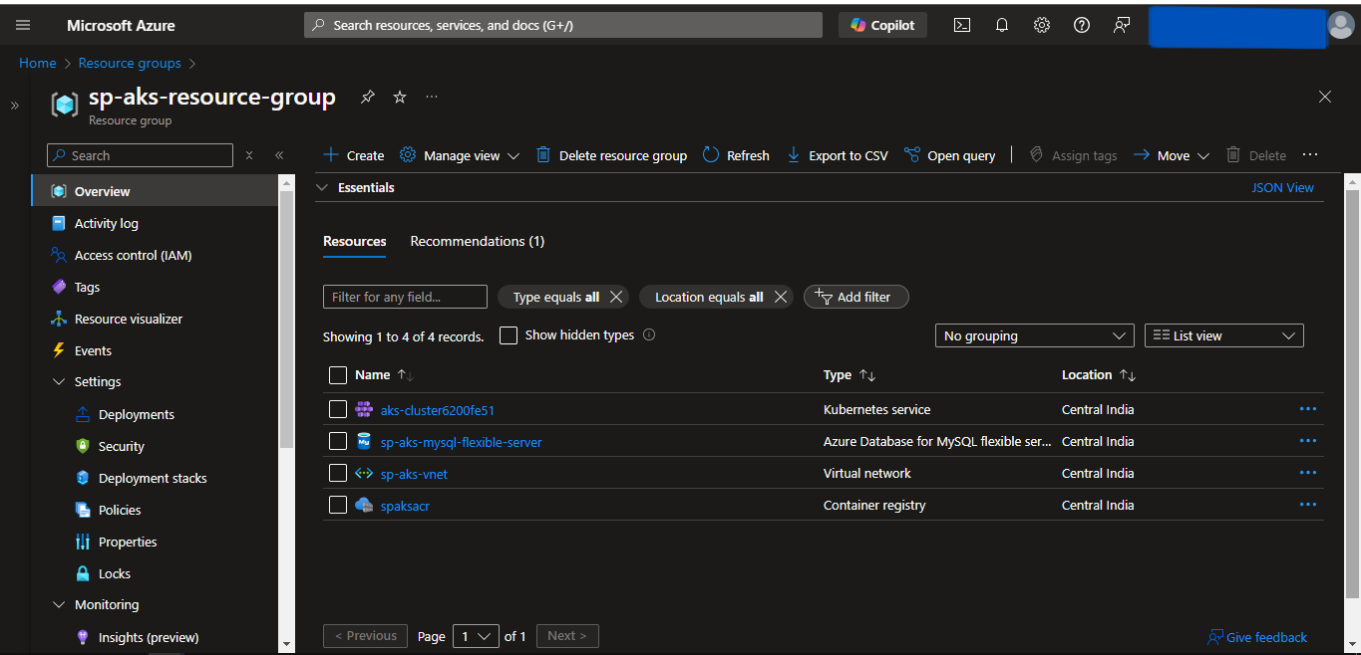 Microsoft Azure
Search resources, services, and docs (G+/)
Copilot
Home > Resource groups >
sp-aks-resource-group
Resource group
Search
Create
Manage view
Delete resource group
Refresh
Export to CSV
Open query
Assign tags
Move
Delete
Overview
Activity log
Access control (IAM)
Tags
Resource visualizer
Events
Settings
Deployments
Security
Deployment stacks
Policies
Properties
Locks
Monitoring
Insights (preview)
Essentials
JSON View
Resources
Recommendations (1)
Filter for any field...
Type equals all
Location equals all
Add filter
Showing 1 to 4 of 4 records.
Show hidden types
No grouping
List view
Name Type Location
aks-cluster6200fe51 Kubernetes service Central India
sp-aks-mysql-flexible-server Azure Database for MySQL flexible ser... Central India
sp-aks-vnet Virtual network Central India
spaksacr Container registry Central India
< Previous Page 1 of 1 Next >
Give feedback